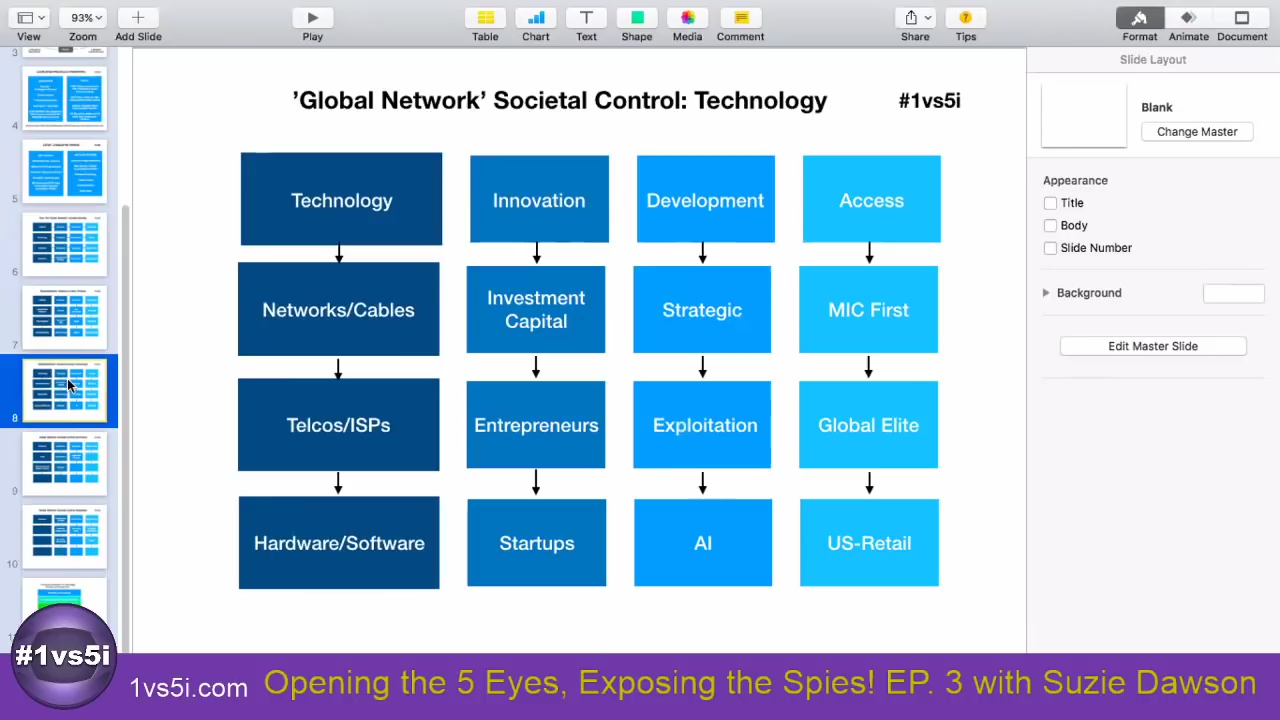 View
93%
Zoom
Add Slide
Play
Table
Chart
Text
Shape
Media
Comment
Share
Tips
Format
Animate
Document
Slide Layout
Blank
Change Master
Appearance
Title
Body
Slide Number
Background
Edit Master Slide
3
4
5
6
7
8
9
10
’Global Network’ Societal Control: Technology
#1vs5i
Technology
Innovation
Development
Access
Networks/Cables
Investment
Capital
Strategic
MIC First
Telcos/ISPs
Entrepreneurs
Exploitation
Global Elite
Hardware/Software
Startups
AI
US-Retail
#1vs5i
1vs5i.com
Opening the 5 Eyes, Exposing the Spies! EP. 3 with Suzie Dawson